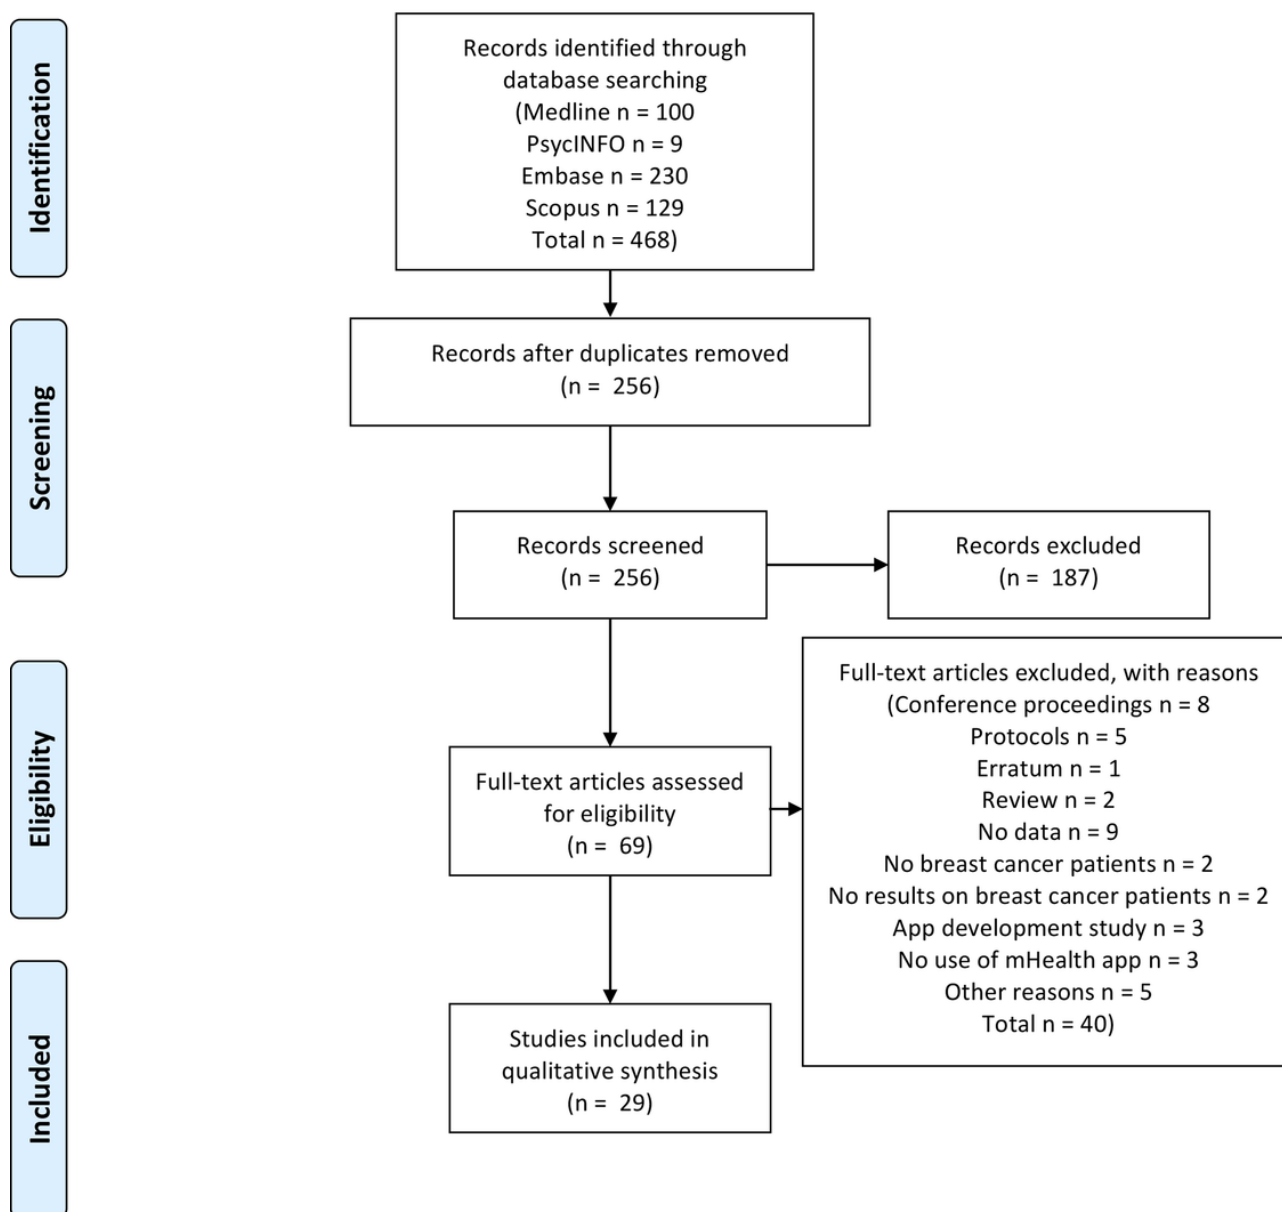 Identification
Records identified through
database searching
(Medline n = 100
PsycINFO n = 9
Embase n = 230
Scopus n = 129
Total n = 468)
Screening
Records after duplicates removed
(n =  256)
Records screened
(n =  256)
Records excluded
(n =  187)
Eligibility
Full-text articles assessed
for eligibility
(n =  69)
Full-text articles excluded, with reasons
(Conference proceedings n = 8
Protocols n = 5
Erratum n = 1
Review n = 2
No data n = 9
No breast cancer patients n = 2
No results on breast cancer patients n = 2
App development study n = 3
No use of mHealth app n = 3
Other reasons n = 5
Total n = 40)
Included
Studies included in
qualitative synthesis
(n =  29)